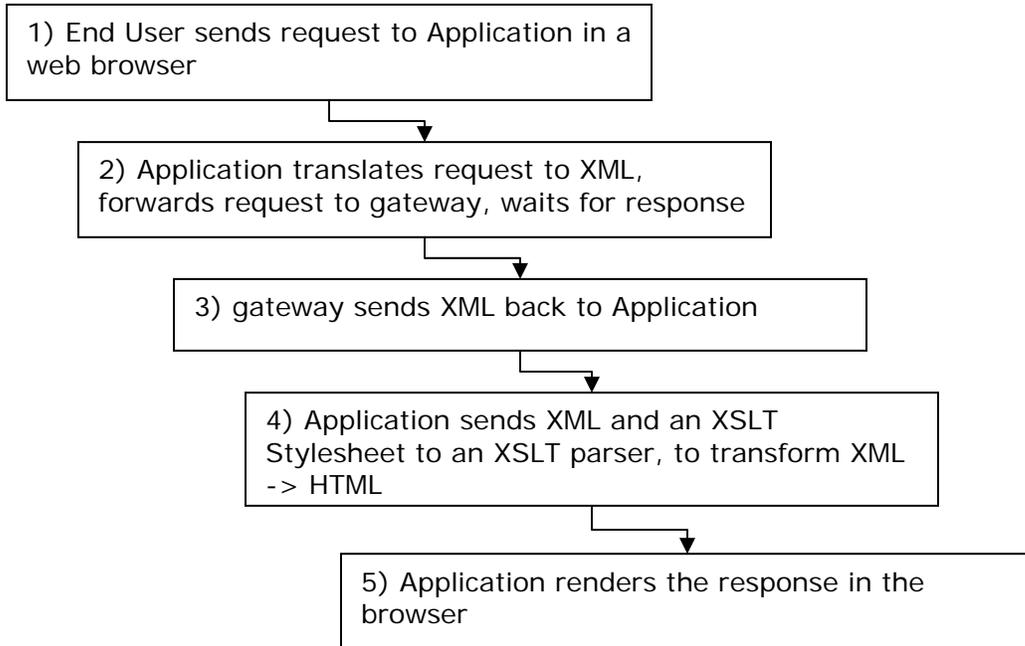 1) End User sends request to Application in a
web browser
2) Application translates request to XML,
forwards request to gateway, waits for response
3) gateway sends XML back to Application
4) Application sends XML and an XSLT
Stylesheet to an XSLT parser, to transform XML
-> HTML
5) Application renders the response in the
browser